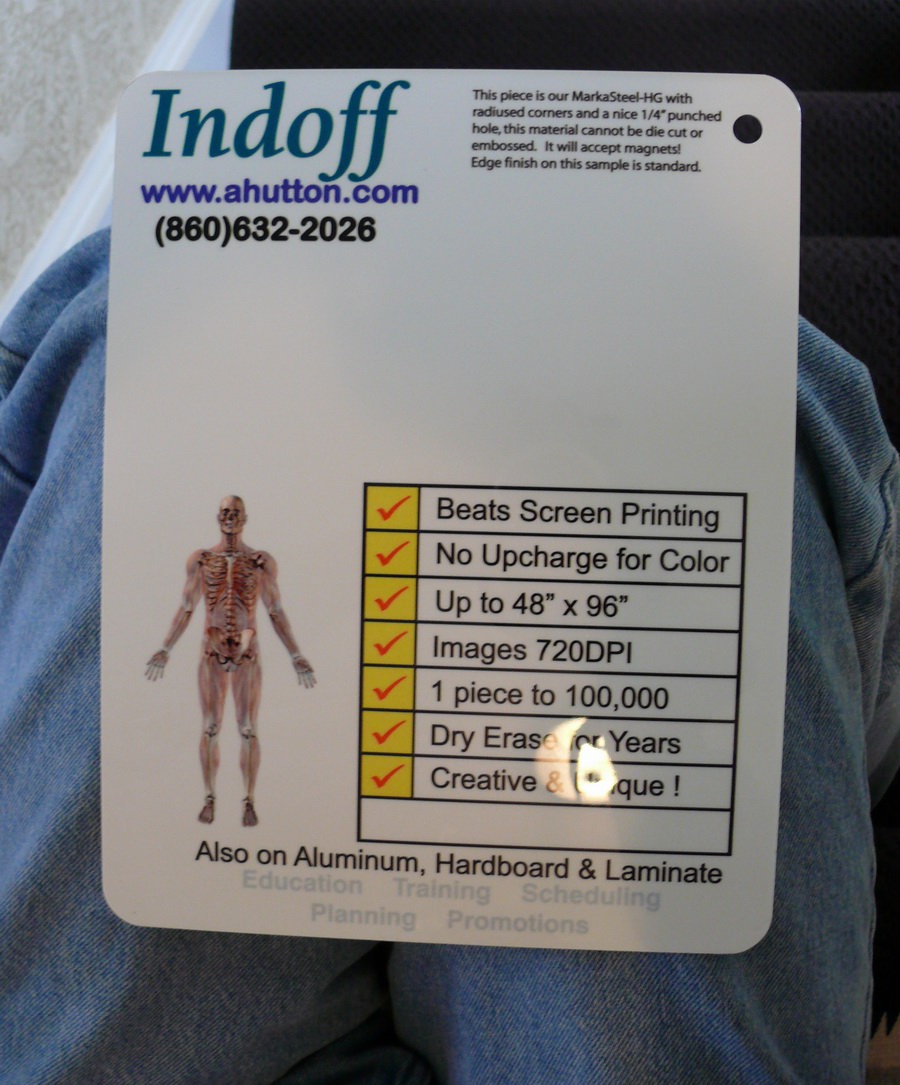 Indoff
www.ahutton.com
(860)632-2026
This piece is our MarkaSteel-HG with
radiused corners and a nice 1/4" punched
hole, this material cannot be die cut or
embossed. It will accept magnets!
Edge finish on this sample is standard.
Beats Screen Printing
No Upcharge for Color
Up to 48" x 96"
Images 720DPI
1 piece to 100,000
Dry Erase for Years
Creative & Unique !
Also on Aluminum, Hardboard & Laminate
Education Training Scheduling
Planning Promotions